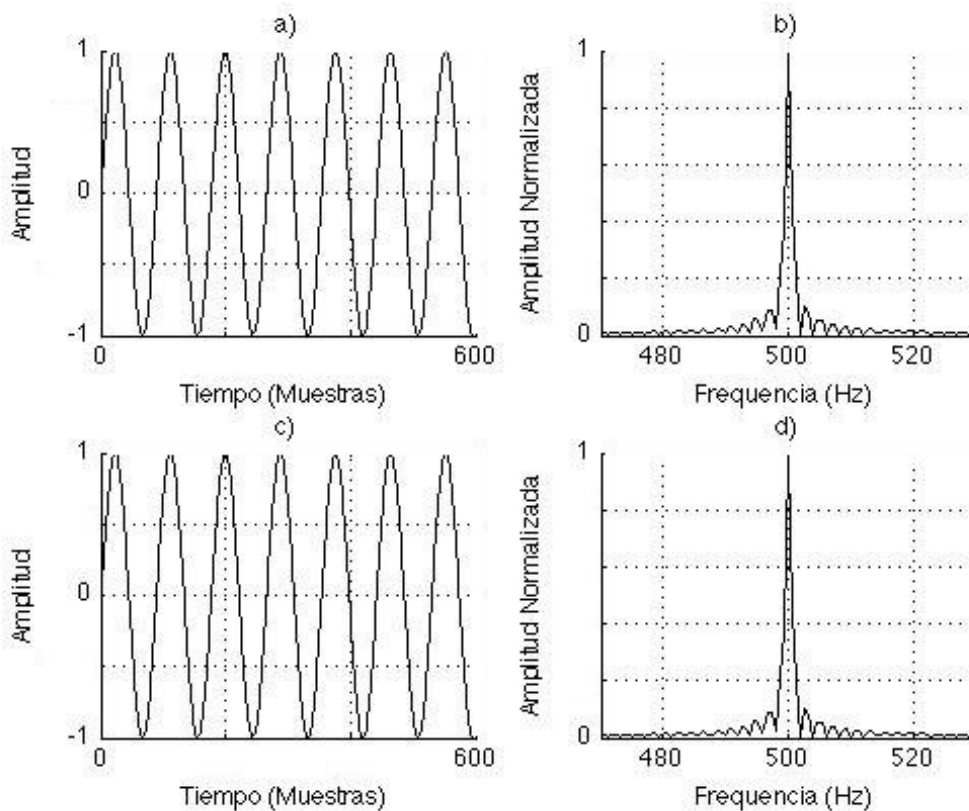 a)
1
0
-1
Amplitud
0
600
Tiempo (Muestras)
b)
1
0
Amplitud Normalizada
480
500
520
Frequencia (Hz)
c)
1
0
-1
Amplitud
0
600
Tiempo (Muestras)
d)
1
0
Amplitud Normalizada
480
500
520
Frequencia (Hz)